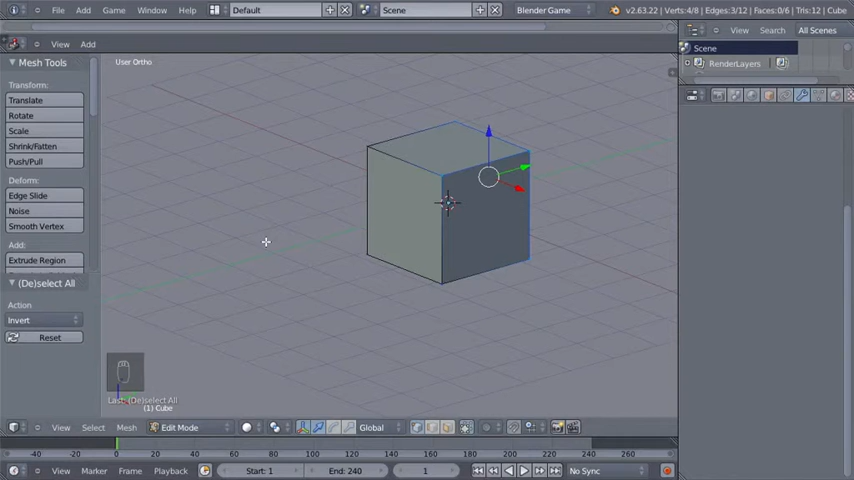 File Add Game Window Help Default Scene Blender Game v2.63.22 | Verts:4/8 | Edges:3/12 | Faces:0/6 | Tris:12 | Cube
View Add
View Search All Scenes
Scene
RenderLayers
Mesh Tools
Transform:
Translate
Rotate
Scale
Shrink/Fatten
Push/Pull
Deform:
Edge Slide
Noise
Smooth Vertex
Add:
Extrude Region
(De)select All
Action
Invert
Reset
User Ortho
Last: (De)select All
(1) Cube
View Select Mesh Edit Mode Global
-40 -20 0 20 40 60 80 100 120 140 160 180 200 220 240 260
View Marker Frame Playback Start: 1 End: 240 1 No Sync